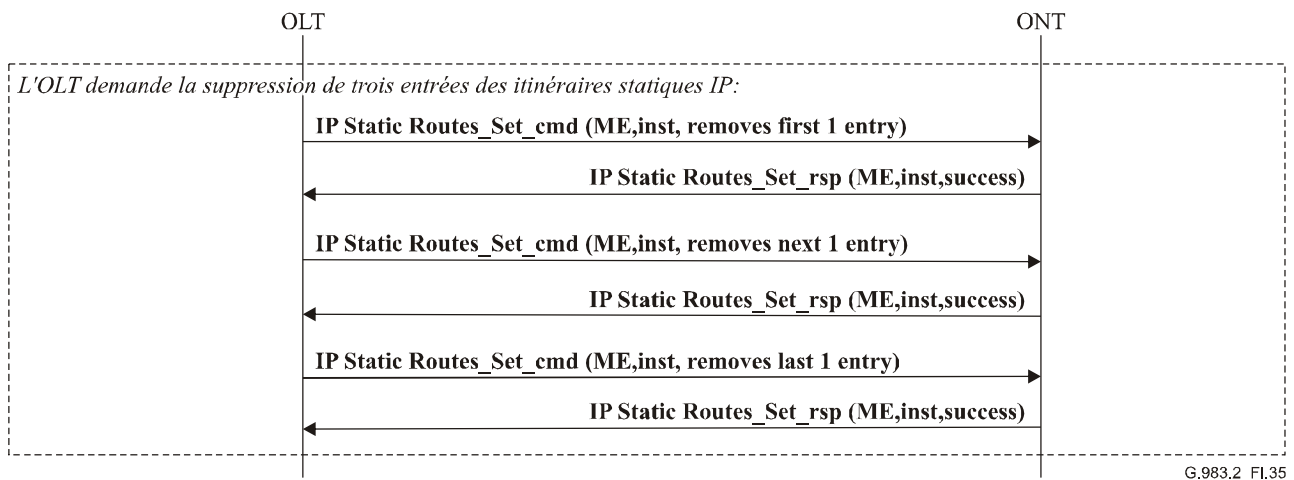 OLT
ONT
L'OLT demande la suppression de trois entrées des itinéraires statiques IP:
IP Static Routes_Set_cmd (ME,inst, removes first 1 entry)
IP Static Routes_Set_rsp (ME,inst,success)
IP Static Routes_Set_cmd (ME,inst, removes next 1 entry)
IP Static Routes_Set_rsp (ME,inst,success)
IP Static Routes_Set_cmd (ME,inst, removes last 1 entry)
IP Static Routes_Set_rsp (ME,inst,success)
G.983.2_FI.35